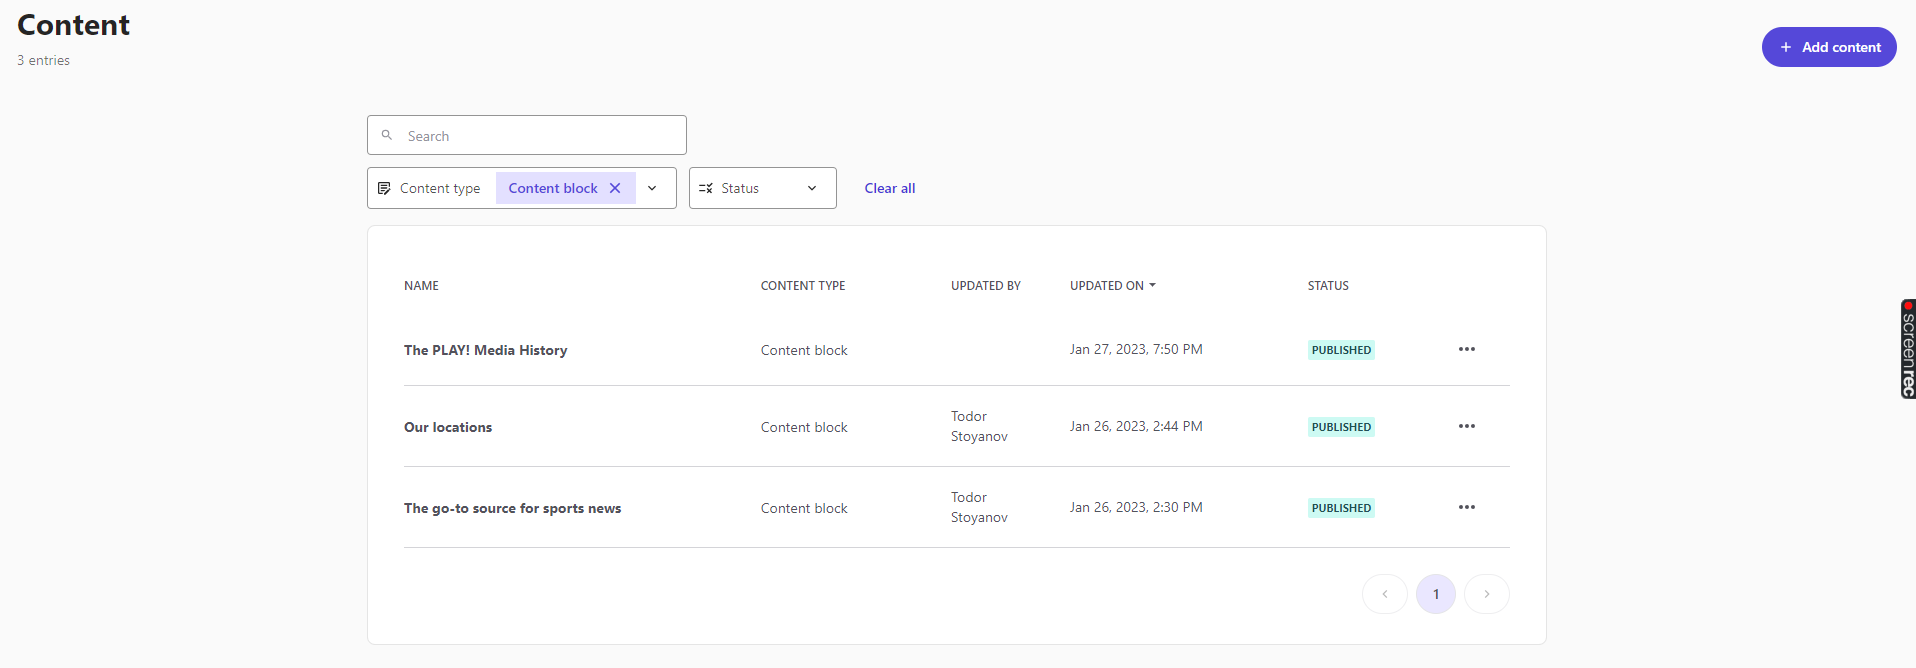 Content
3 entries
+ Add content
Search
Content type Content block Status Clear all
NAME CONTENT TYPE UPDATED BY UPDATED ON STATUS
The PLAY! Media History Content block Jan 27, 2023, 7:50 PM PUBLISHED
Our locations Content block Todor Stoyanov Jan 26, 2023, 2:44 PM PUBLISHED
The go-to source for sports news Content block Todor Stoyanov Jan 26, 2023, 2:30 PM PUBLISHED
1
screenrec